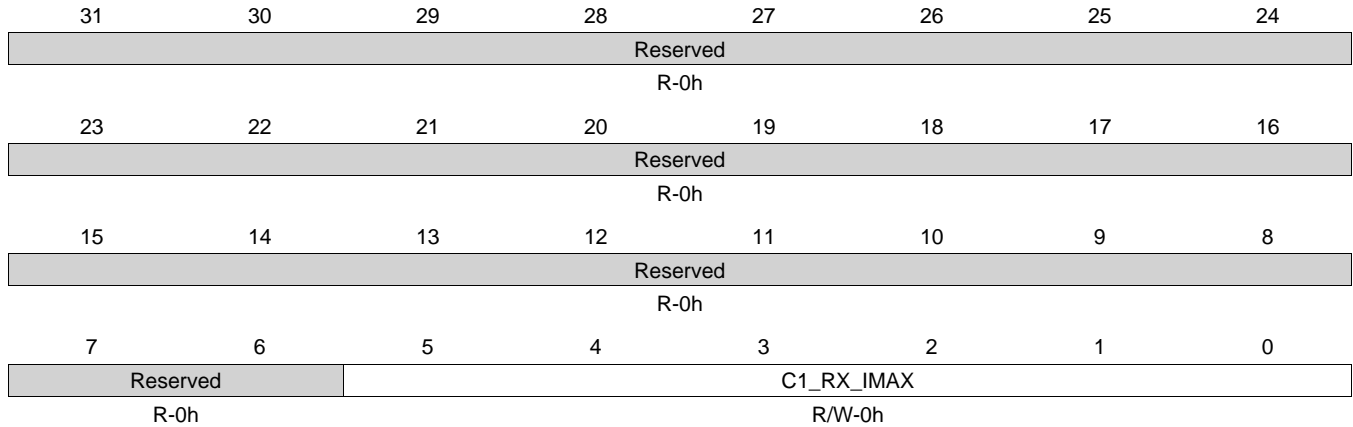 31 30 29 28 27 26 25 24
Reserved
R-0h
23 22 21 20 19 18 17 16
Reserved
R-0h
15 14 13 12 11 10 9 8
Reserved
R-0h
7 6 5 4 3 2 1 0
Reserved C1_RX_IMAX
R-0h R/W-0h